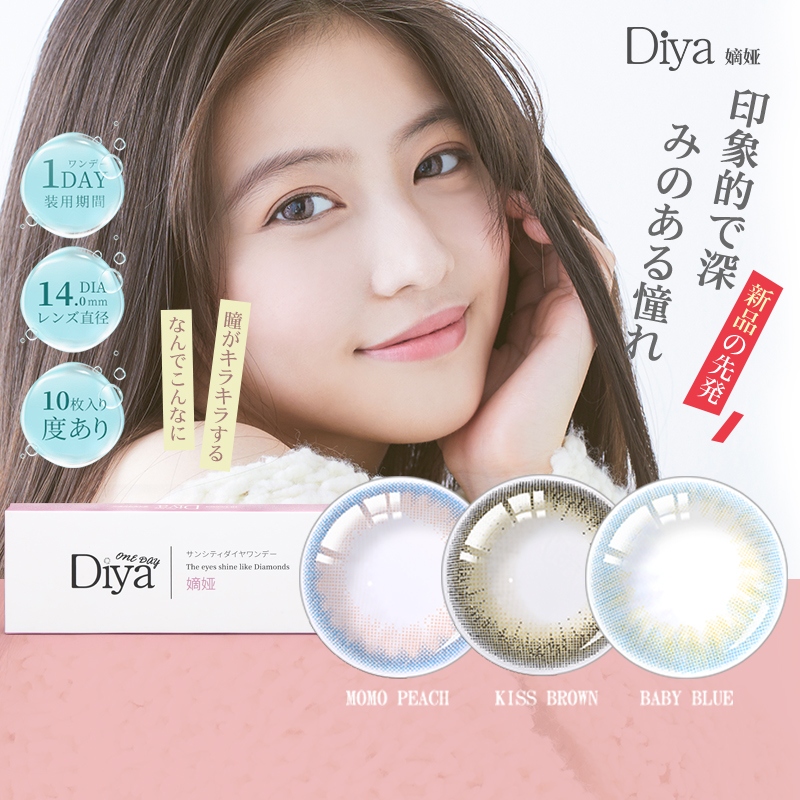 Diya 嫡娅
印象的で深
みのある憧れ
新品の先発
ワンデー
1DAY
装用期間
14.0mm DIA
レンズ直径
10枚入り
度あり
瞳がキラキラする
なんでこんなに
Diya
ONE DAY
Diya
サンシティダイヤワンデー
The eyes shine like Diamonds
嫡娅
MOMO PEACH
KISS BROWN
BABY BLUE